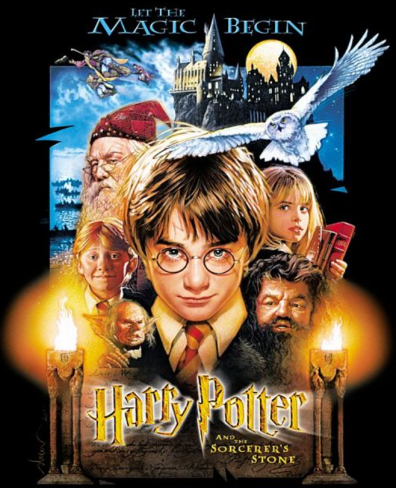 LET THE
MAGIC BEGIN
HARRY POTTER
AND
THE
SORCERER'S
STONE